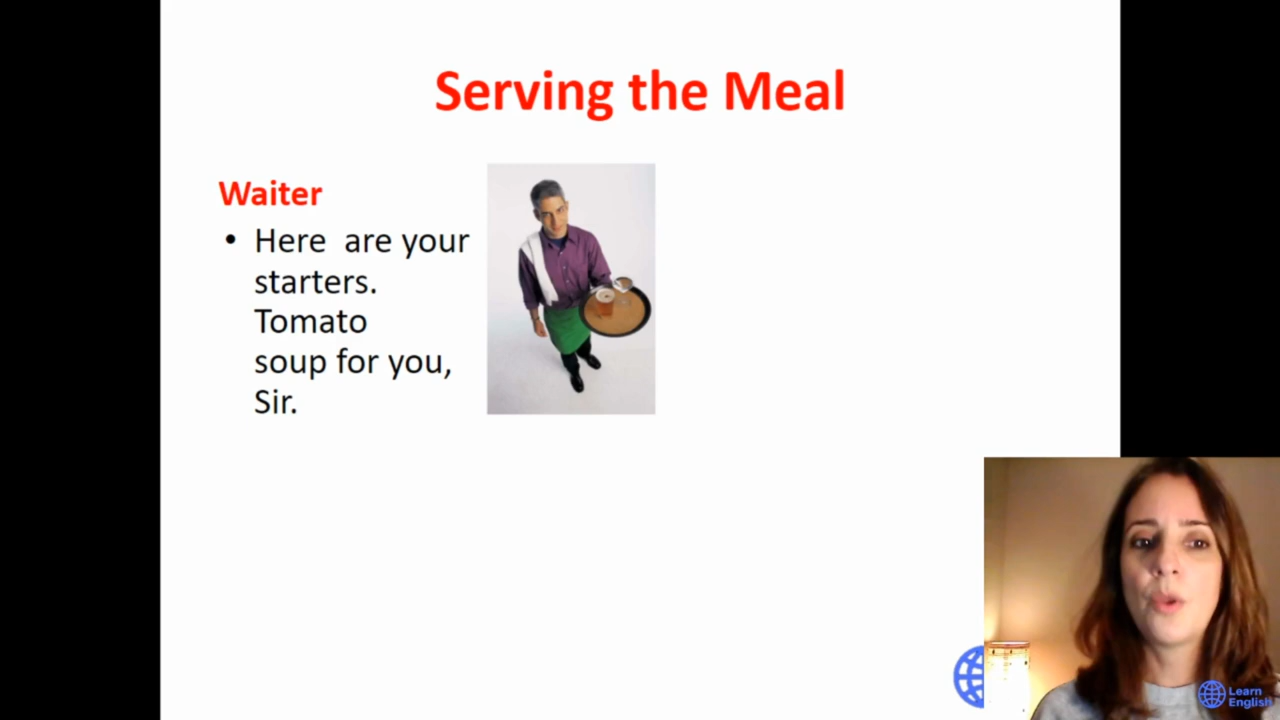 Serving the Meal
Waiter
• Here  are your
starters.
Tomato
soup for you,
Sir.
Learn
English